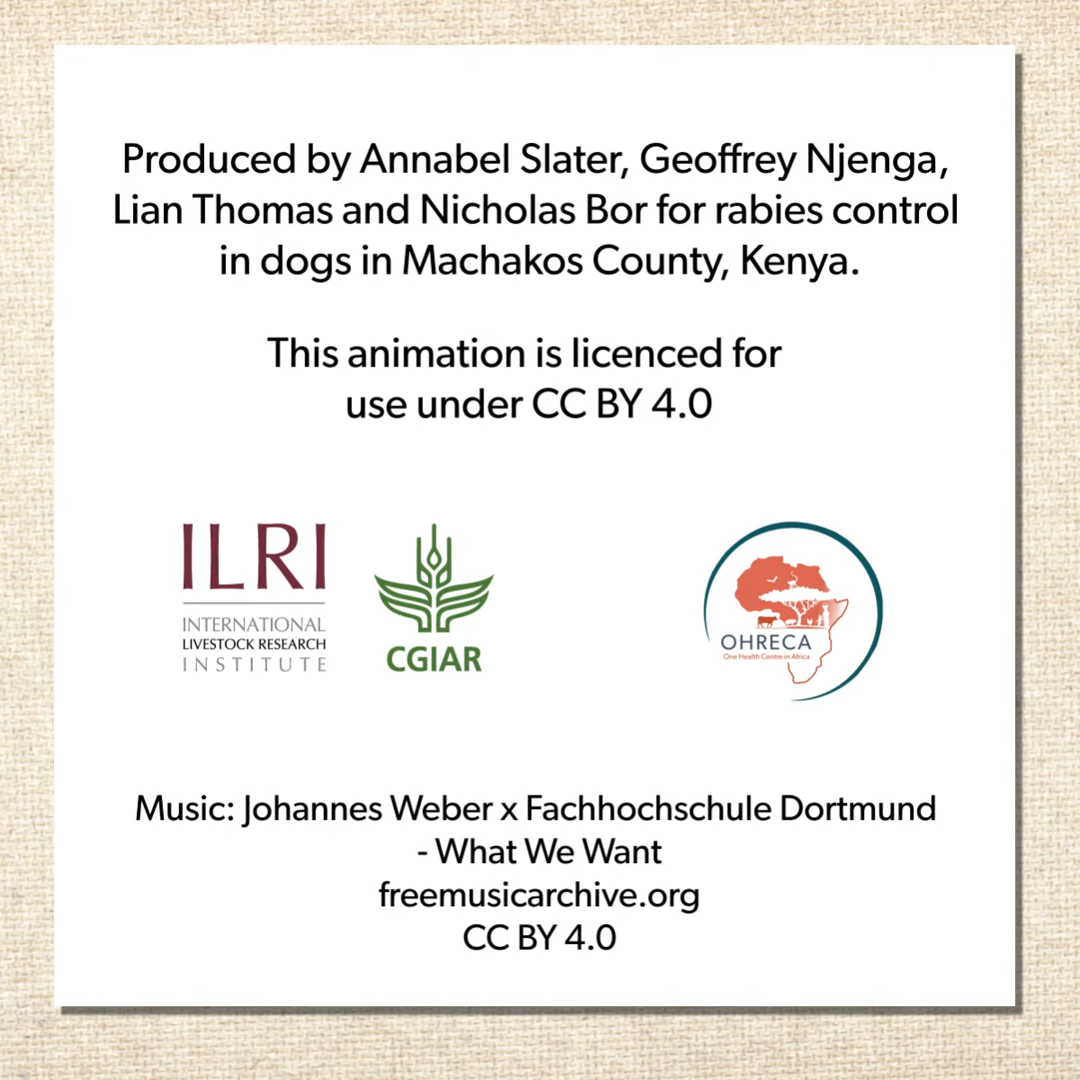 Produced by Annabel Slater, Geoffrey Njenga,
Lian Thomas and Nicholas Bor for rabies control
in dogs in Machakos County, Kenya.
This animation is licenced for
use under CC BY 4.0
ILRI
INTERNATIONAL
LIVESTOCK RESEARCH
INSTITUTE
CGIAR
OHRECA
One Health Centre in Africa
Music: Johannes Weber x Fachhochschule Dortmund
- What We Want
freemusicarchive.org
CC BY 4.0